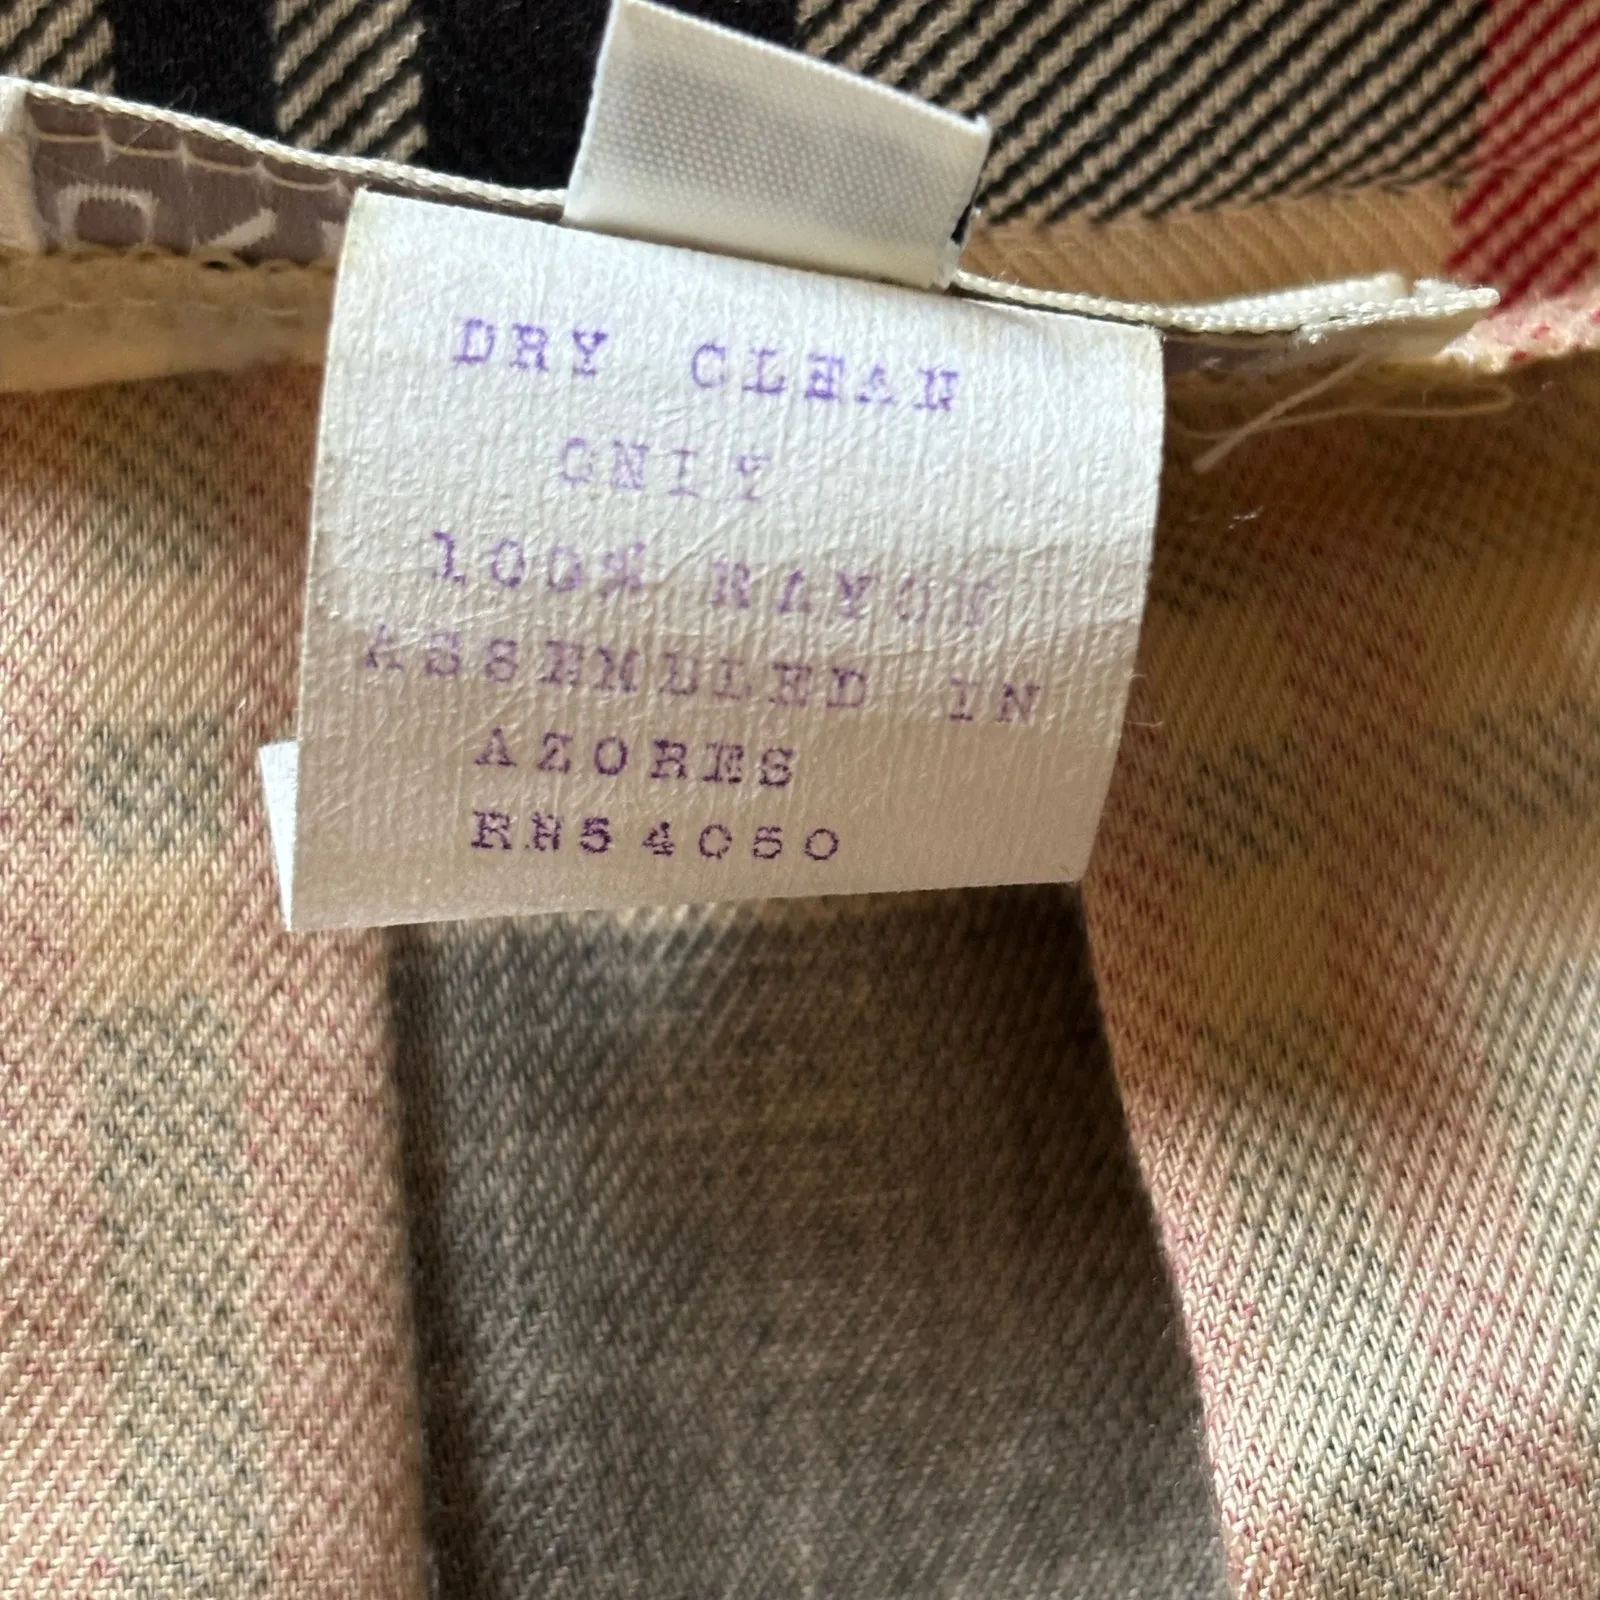 DRY CLEAN
ONLY
100% RAYON
ASSEMBLED IN
AZORES
RN54050